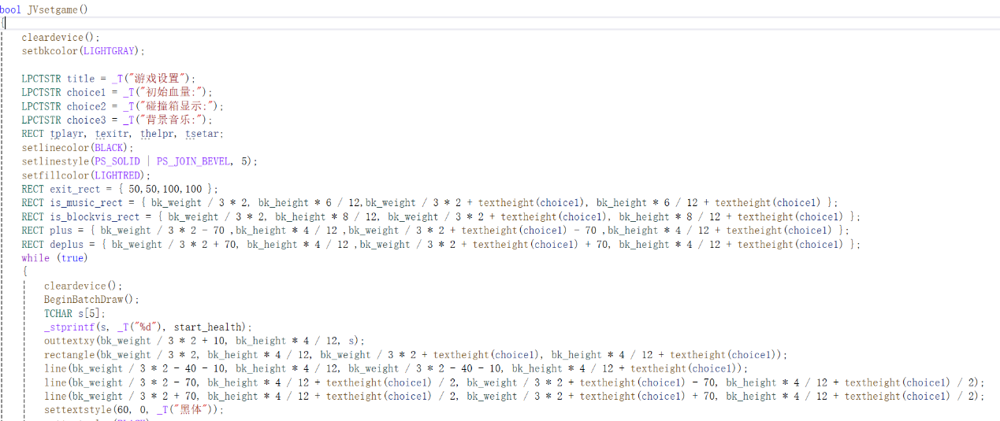 bool JVsetgame()
{
cleardevice();
setbkcolor(LIGHTGRAY);
LPCTSTR title = _T("游戏设置");
LPCTSTR choice1 = _T("初始血量:");
LPCTSTR choice2 = _T("碰撞箱显示:");
LPCTSTR choice3 = _T("背景音乐:");
RECT tplayr, texitr, thelpr, tsetar;
setlinecolor(BLACK);
setlinestyle(PS_SOLID | PS_JOIN_BEVEL, 5);
setfillcolor(LIGHTRED);
RECT exit_rect = { 50,50,100,100 };
RECT is_music_rect = { bk_weight / 3 * 2, bk_height * 6 / 12,bk_weight / 3 * 2 + textheight(choice1), bk_height * 6 / 12 + textheight(choice1) };
RECT is_blockvis_rect = { bk_weight / 3 * 2, bk_height * 8 / 12, bk_weight / 3 * 2 + textheight(choice1), bk_height * 8 / 12 + textheight(choice1) };
RECT plus = { bk_weight / 3 * 2 - 70 ,bk_height * 4 / 12 ,bk_weight / 3 * 2 + textheight(choice1) - 70 ,bk_height * 4 / 12 + textheight(choice1) };
RECT deplus = { bk_weight / 3 * 2 + 70, bk_height * 4 / 12 ,bk_weight / 3 * 2 + textheight(choice1) + 70, bk_height * 4 / 12 + textheight(choice1) };
while (true)
{
cleardevice();
BeginBatchDraw();
TCHAR s[5];
_stprintf(s, _T("%d"), start_health);
outtextxy(bk_weight / 3 * 2 + 10, bk_height * 4 / 12, s);
rectangle(bk_weight / 3 * 2, bk_height * 4 / 12, bk_weight / 3 * 2 + textheight(choice1), bk_height * 4 / 12 + textheight(choice1));
line(bk_weight / 3 * 2 - 40 - 10, bk_height * 4 / 12, bk_weight / 3 * 2 - 40 - 10, bk_height * 4 / 12 + textheight(choice1));
line(bk_weight / 3 * 2 - 70, bk_height * 4 / 12 + textheight(choice1) / 2, bk_weight / 3 * 2 + textheight(choice1) - 70, bk_height * 4 / 12 + textheight(choice1) / 2);
line(bk_weight / 3 * 2 + 70, bk_height * 4 / 12 + textheight(choice1) / 2, bk_weight / 3 * 2 + textheight(choice1) + 70, bk_height * 4 / 12 + textheight(choice1) / 2);
settextstyle(60, 0, _T("黑体"));